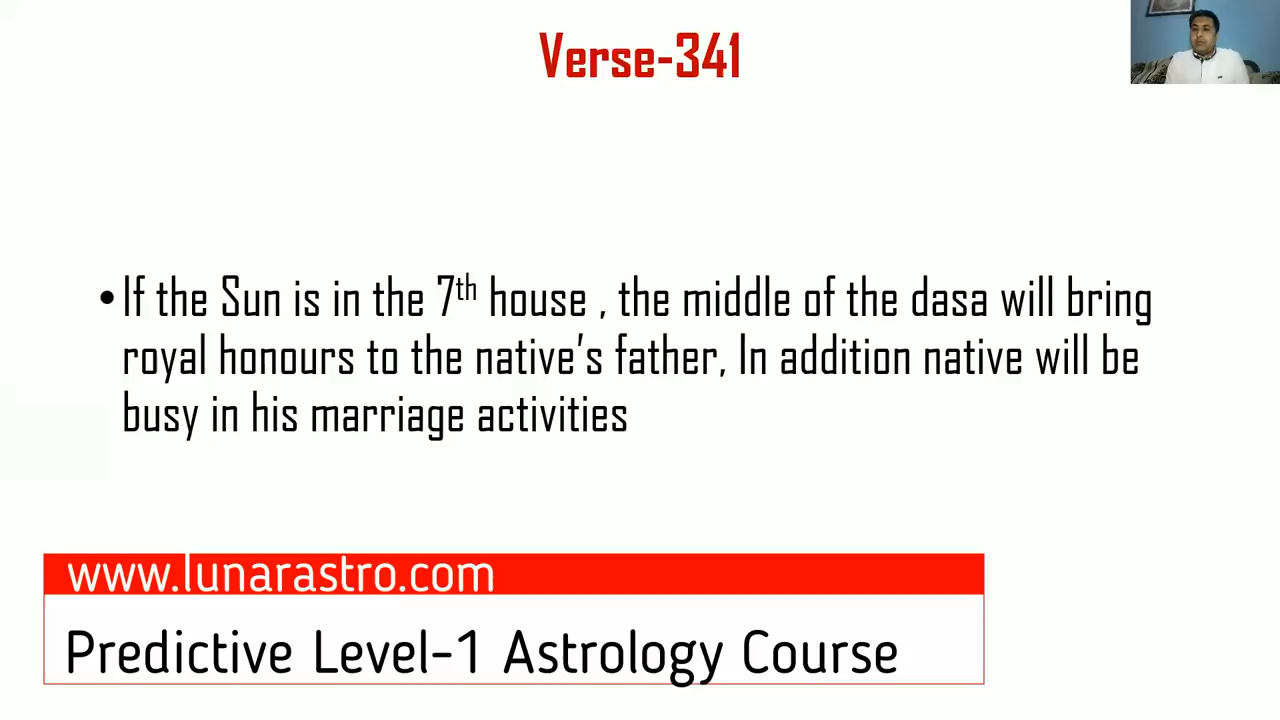 Verse-341
•If the Sun is in the 7th house , the middle of the dasa will bring
royal honours to the native's father, In addition native will be
busy in his marriage activities
www.lunarastro.com
Predictive Level-1 Astrology Course